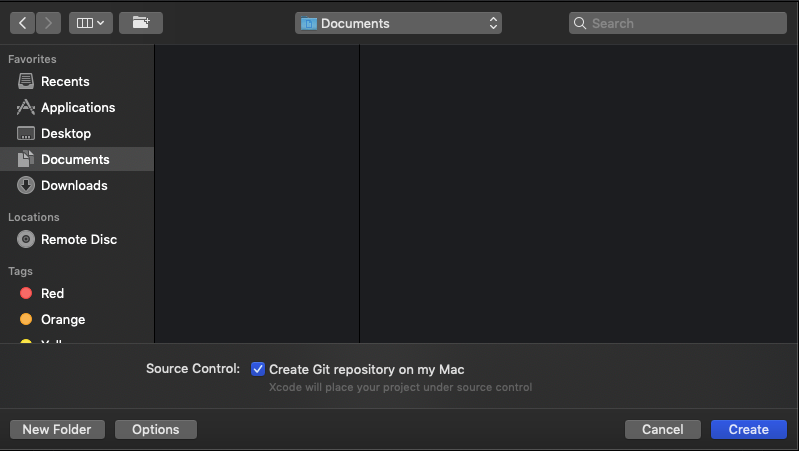 Documents
Search
Favorites
Recents
Applications
Desktop
Documents
Downloads
Locations
Remote Disc
Tags
Red
Orange
Source Control:
Create Git repository on my Mac
Xcode will place your project under source control
New Folder
Options
Cancel
Create